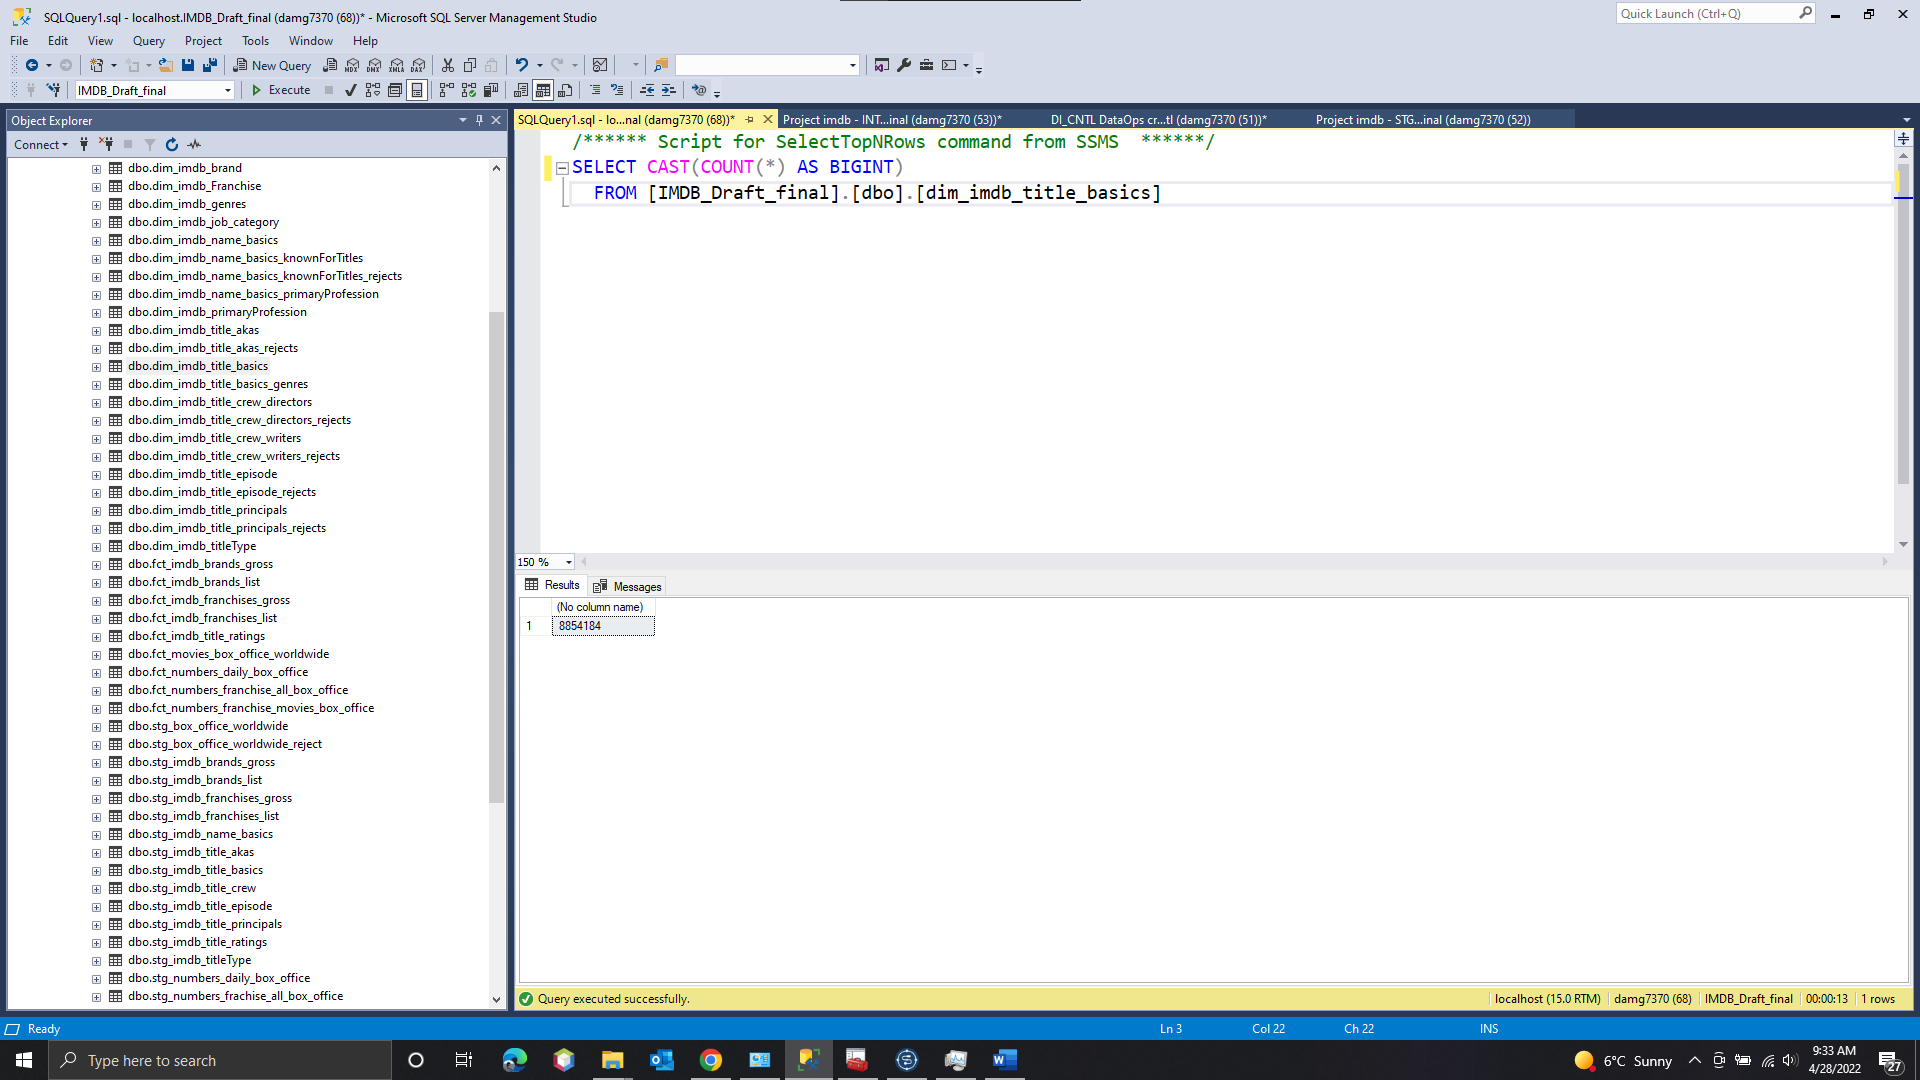 SQLQuery1.sql - localhost.IMDB_Draft_final (damg7370 (68))* - Microsoft SQL Server Management Studio
Quick Launch (Ctrl+Q)
File Edit View Query Project Tools Window Help
New Query
MDX DMX XMLA DAX
IMDB_Draft_final
Execute
Object Explorer
Connect
dbo.dim_imdb_brand
dbo.dim_imdb_Franchise
dbo.dim_imdb_genres
dbo.dim_imdb_job_category
dbo.dim_imdb_name_basics
dbo.dim_imdb_name_basics_knownForTitles
dbo.dim_imdb_name_basics_knownForTitles_rejects
dbo.dim_imdb_name_basics_primaryProfession
dbo.dim_imdb_primaryProfession
dbo.dim_imdb_title_akas
dbo.dim_imdb_title_akas_rejects
dbo.dim_imdb_title_basics
dbo.dim_imdb_title_basics_genres
dbo.dim_imdb_title_crew_directors
dbo.dim_imdb_title_crew_directors_rejects
dbo.dim_imdb_title_crew_writers
dbo.dim_imdb_title_crew_writers_rejects
dbo.dim_imdb_title_episode
dbo.dim_imdb_title_episode_rejects
dbo.dim_imdb_title_principals
dbo.dim_imdb_title_principals_rejects
dbo.dim_imdb_titleType
dbo.fct_imdb_brands_gross
dbo.fct_imdb_brands_list
dbo.fct_imdb_franchises_gross
dbo.fct_imdb_franchises_list
dbo.fct_imdb_title_ratings
dbo.fct_movies_box_office_worldwide
dbo.fct_numbers_daily_box_office
dbo.fct_numbers_franchise_all_box_office
dbo.fct_numbers_franchise_movies_box_office
dbo.stg_box_office_worldwide
dbo.stg_box_office_worldwide_reject
dbo.stg_imdb_brands_gross
dbo.stg_imdb_brands_list
dbo.stg_imdb_franchises_gross
dbo.stg_imdb_franchises_list
dbo.stg_imdb_name_basics
dbo.stg_imdb_title_akas
dbo.stg_imdb_title_basics
dbo.stg_imdb_title_crew
dbo.stg_imdb_title_episode
dbo.stg_imdb_title_principals
dbo.stg_imdb_title_ratings
dbo.stg_imdb_titleType
dbo.stg_numbers_daily_box_office
dbo.stg_numbers_frachise_all_box_office
SQLQuery1.sql - lo...nal (damg7370 (68))* Project imdb - INT...inal (damg7370 (53))* DI_CNTL DataOps cr...tl (damg7370 (51))* Project imdb - STG...inal (damg7370 (52))
/****** Script for SelectTopNRows command from SSMS ******/
SELECT CAST(COUNT(*) AS BIGINT)
FROM [IMDB_Draft_final].[dbo].[dim_imdb_title_basics]
150 %
Results Messages
(No column name)
1 8854184
Query executed successfully. localhost (15.0 RTM) damg7370 (68) IMDB_Draft_final 00:00:13 1 rows
Ready Ln 3 Col 22 Ch 22 INS
Type here to search
6°C Sunny
9:33 AM
4/28/2022
27